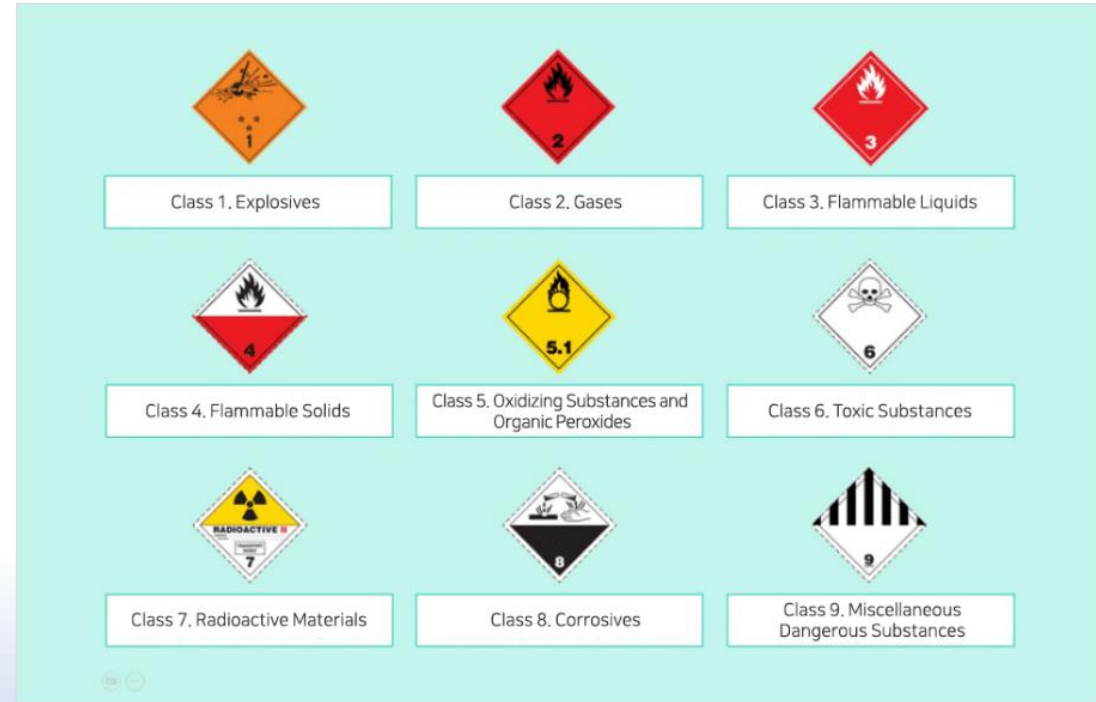 1
2
3
Class 1. Explosives
Class 2. Gases
Class 3. Flammable Liquids
4
5.1
6
Class 4. Flammable Solids
Class 5. Oxidizing Substances and
Organic Peroxides
Class 6. Toxic Substances
RADIOACTIVE II
7
8
9
Class 7. Radioactive Materials
Class 8. Corrosives
Class 9. Miscellaneous
Dangerous Substances